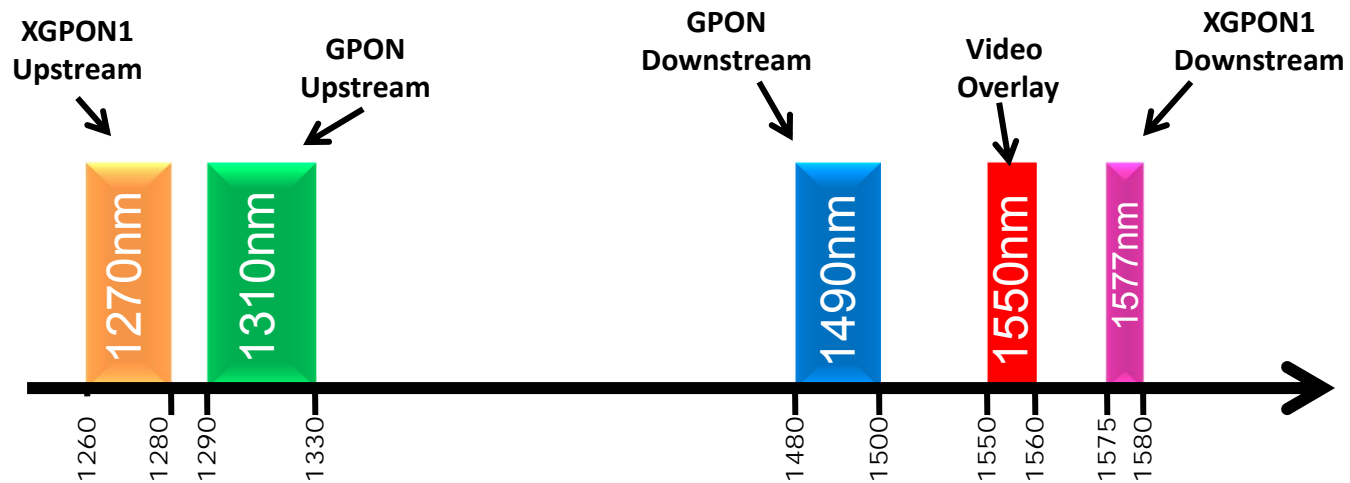 XGPON1
Upstream
GPON
Upstream
GPON
Downstream
Video
Overlay
XGPON1
Downstream
1270nm
1310nm
1490nm
1550nm
1577nm
1260
1280
1290
1330
1480
1500
1550
1560
1575
1580